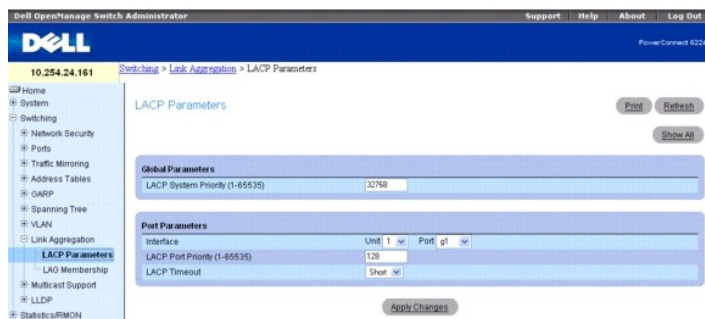 Dell OpenManage Switch Administrator
Support Help About Log Out
DELL
PowerConnect 6224
10.254.24.161
Switching > Link Aggregation > LACP Parameters
Home
System
Switching
Network Security
Ports
Traffic Mirroring
Address Tables
GARP
Spanning Tree
VLAN
Link Aggregation
LACP Parameters
LAG Membership
Multicast Support
LLDP
Statistics/RMON
LACP Parameters
Print Refresh
Show All
Global Parameters
LACP System Priority (1-65535) 32768
Port Parameters
Interface Unit 1 Port g1
LACP Port Priority (1-65535) 128
LACP Timeout Short
Apply Changes